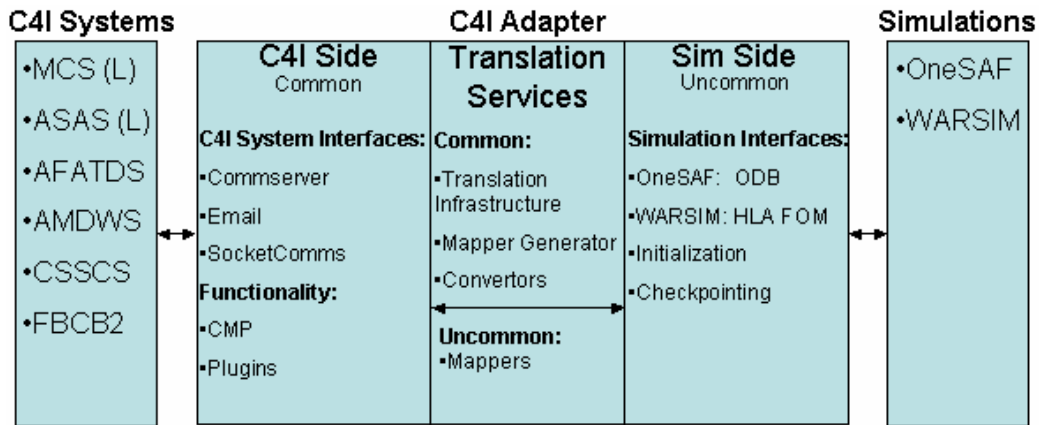 C4I Systems
C4I Adapter
Simulations
•MCS (L)
•ASAS (L)
•AFATDS
•AMDWS
•CSSCS
•FBCB2
C4I Side
Common
C4I System Interfaces:
▪Commserver
▪Email
▪SocketComms
Functionality:
▪CMP
▪Plugins
Translation
Services
Common:
▪Translation
Infrastructure
▪Mapper Generator
▪Convertors
Uncommon:
▪Mappers
Sim Side
Uncommon
Simulation Interfaces:
▪OneSAF: ODB
▪WARSIM: HLA FOM
▪Initialization
▪Checkpointing
•OneSAF
•WARSIM